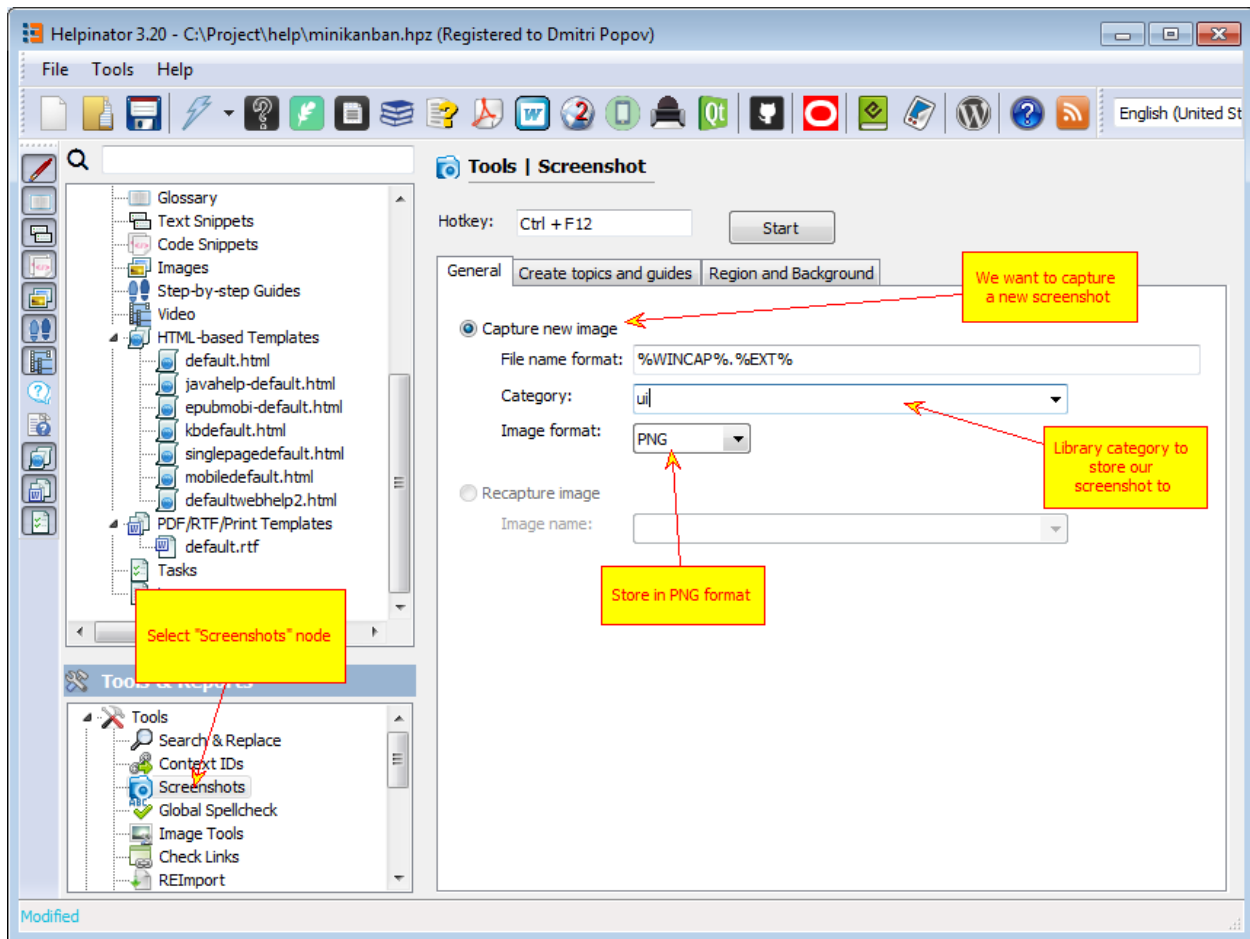 Helpinator 3.20 - C:\Project\help\minikanban.hpz (Registered to Dmitri Popov)
File Tools Help
English (United St
Tools | Screenshot
Glossary
Text Snippets
Code Snippets
Images
Step-by-step Guides
Video
HTML-based Templates
default.html
javahelp-default.html
epubmobi-default.html
kbdefault.html
singlepagedefault.html
mobiledefault.html
defaultwebhelp2.html
PDF/RTF/Print Templates
default.rtf
Tasks
Select "Screenshots" node
Tools & Reports
Tools
Search & Replace
Context IDs
Screenshots
Global Spellcheck
Image Tools
Check Links
REImport
Hotkey: Ctrl + F12 Start
General Create topics and guides Region and Background
We want to capture
a new screenshot
Capture new image
File name format: %WINCAP%.%EXT%
Category: ui
Image format: PNG
Library category to
store our
screenshot to
Recapture image
Image name:
Store in PNG format
Modified